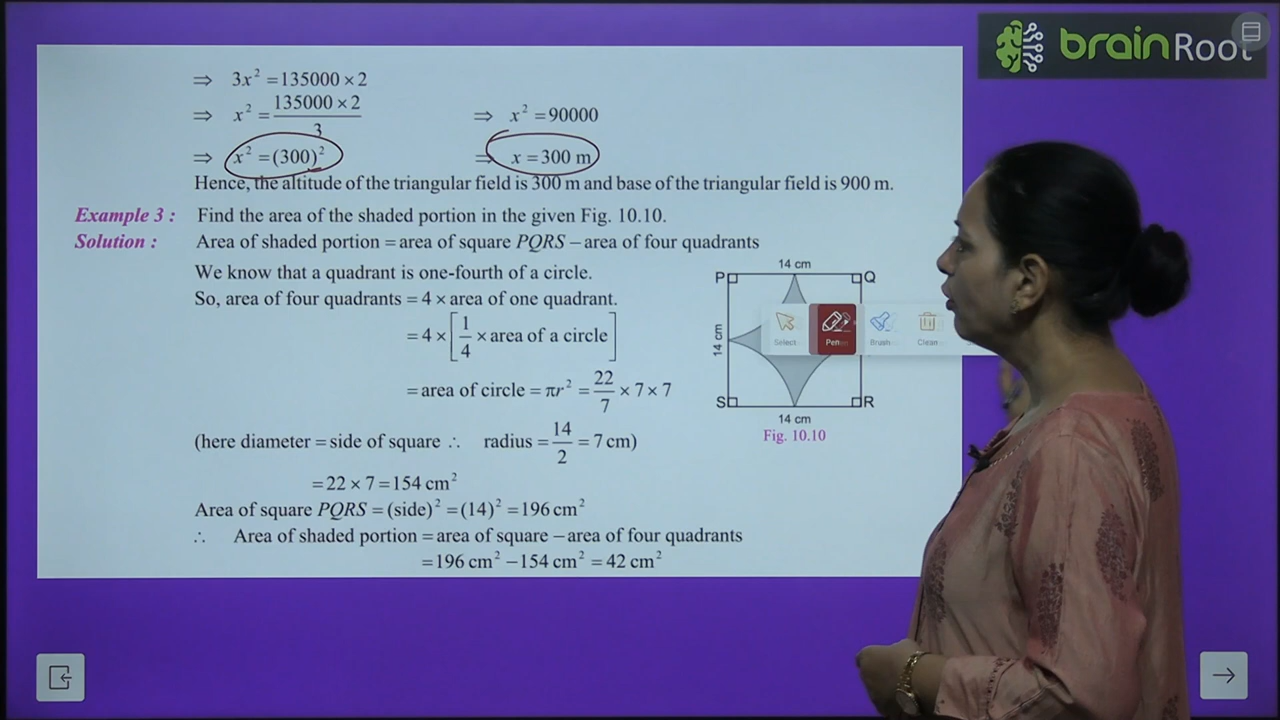 brainRoot
⇒ 3x² = 135000 × 2
⇒ x² = 135000 × 2 / 3 ⇒ x² = 90000
⇒ x² = (300)² ⇒ x = 300 m
Hence, the altitude of the triangular field is 300 m and base of the triangular field is 900 m.
Example 3 : Find the area of the shaded portion in the given Fig. 10.10.
Solution : Area of shaded portion = area of square PQRS – area of four quadrants
We know that a quadrant is one-fourth of a circle.
So, area of four quadrants = 4 × area of one quadrant.
= 4 × [1/4 × area of a circle]
= area of circle = πr² = 22/7 × 7 × 7
(here diameter = side of square ∴ radius = 14/2 = 7 cm)
= 22 × 7 = 154 cm²
Area of square PQRS = (side)² = (14)² = 196 cm²
∴ Area of shaded portion = area of square – area of four quadrants
= 196 cm² – 154 cm² = 42 cm²
14 cm
P Q
14 cm
Select Pen Brush Clean
S R
14 cm
Fig. 10.10